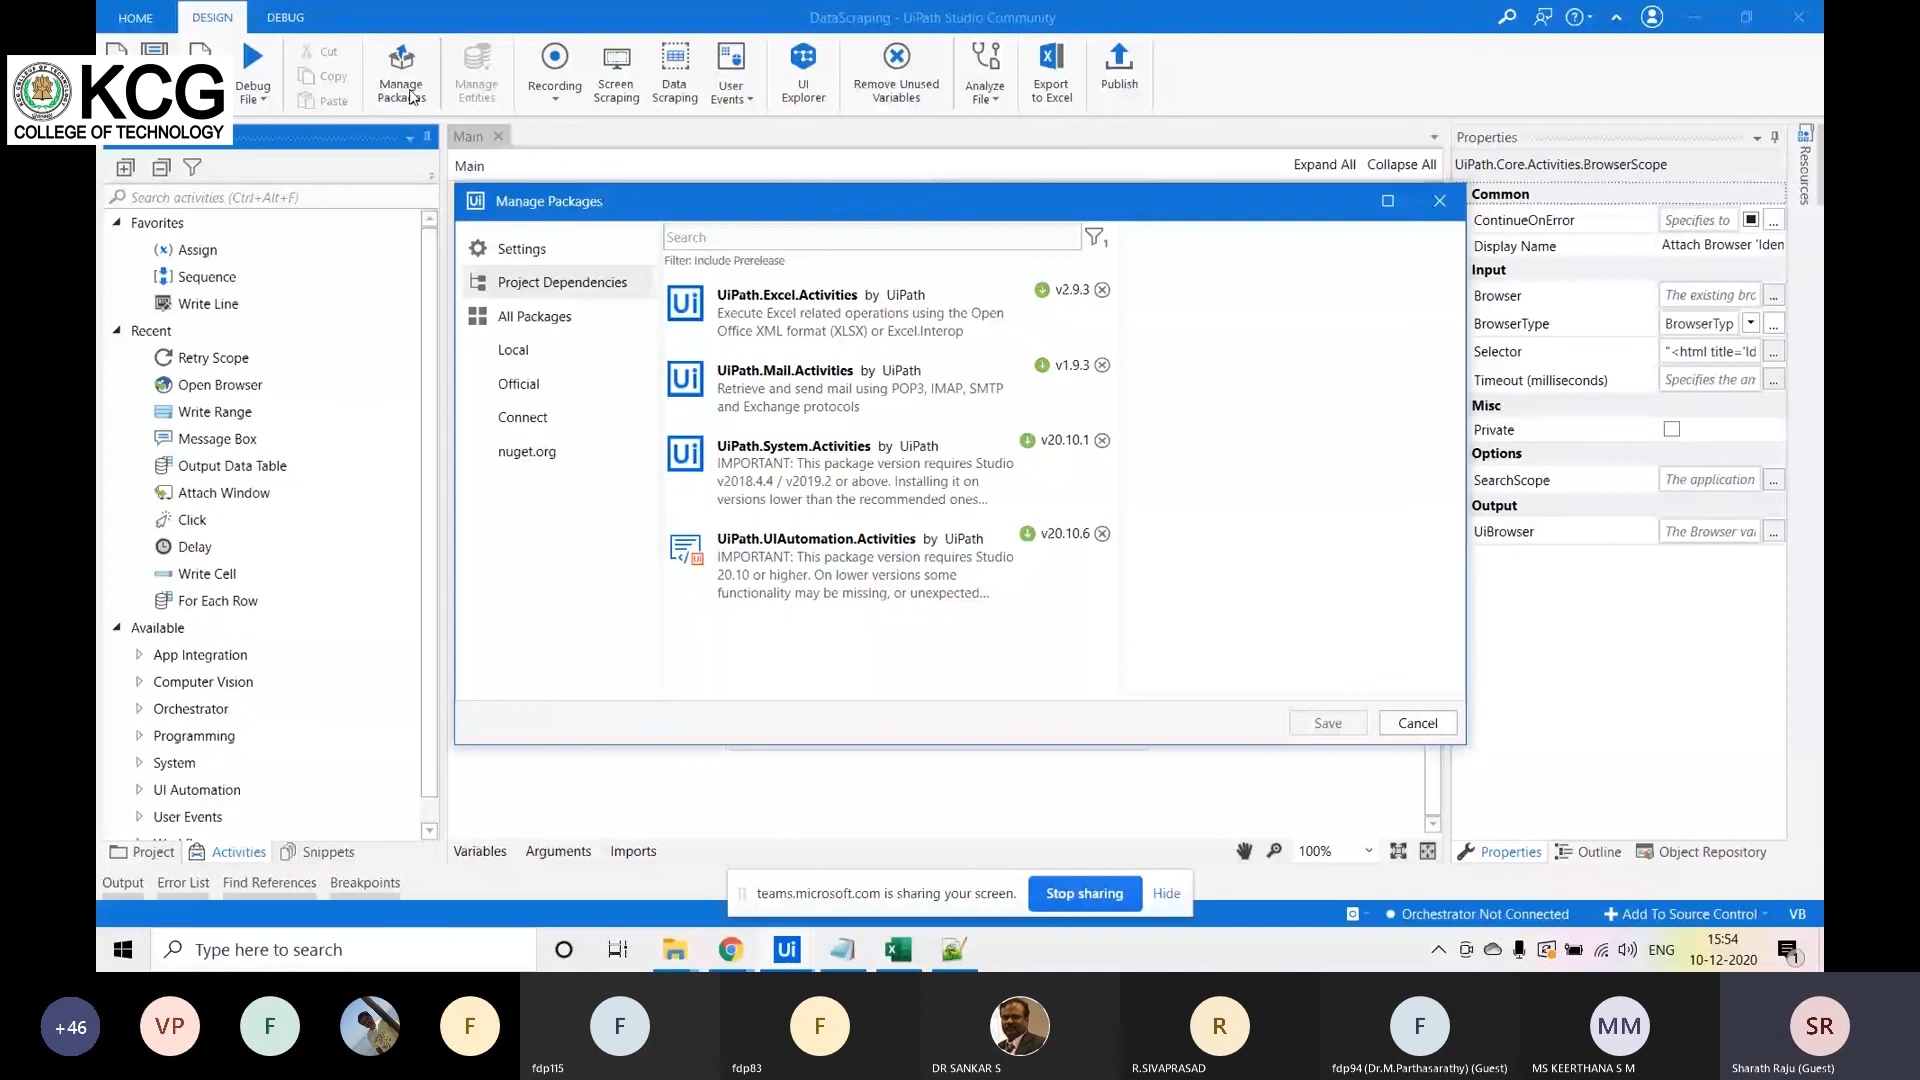 HOME
DESIGN
DEBUG
DataScraping - UiPath Studio Community
KCG
COLLEGE OF TECHNOLOGY
Debug
File
Cut
Copy
Paste
Manage
Packages
Manage
Entities
Recording
Screen
Scraping
Data
Scraping
User
Events
UI
Explorer
Remove Unused
Variables
Analyze
File
Export
to Excel
Publish
Search activities (Ctrl+Alt+F)
Favorites
Assign
Sequence
Write Line
Recent
Retry Scope
Open Browser
Write Range
Message Box
Output Data Table
Attach Window
Click
Delay
Write Cell
For Each Row
Available
App Integration
Computer Vision
Orchestrator
Programming
System
UI Automation
User Events
Project
Activities
Snippets
Main
Main
Expand All
Collapse All
Ui Manage Packages
Settings
Project Dependencies
All Packages
Local
Official
Connect
nuget.org
Search
1
Filter: Include Prerelease
Ui
UiPath.Excel.Activities by UiPath
v2.9.3
Execute Excel related operations using the Open
Office XML format (XLSX) or Excel.Interop
Ui
UiPath.Mail.Activities by UiPath
v1.9.3
Retrieve and send mail using POP3, IMAP, SMTP
and Exchange protocols
Ui
UiPath.System.Activities by UiPath
v20.10.1
IMPORTANT: This package version requires Studio
v2018.4.4 / v2019.2 or above. Installing it on
versions lower than the recommended ones...
UiPath.UIAutomation.Activities by UiPath
v20.10.6
IMPORTANT: This package version requires Studio
20.10 or higher. On lower versions some
functionality may be missing, or unexpected...
Save
Cancel
Properties
Resources
UiPath.Core.Activities.BrowserScope
Common
ContinueOnError
Specifies to
...
Display Name
Attach Browser 'Iden
Input
Browser
The existing bro
...
BrowserType
BrowserTyp
...
Selector
"<html title='Id
...
Timeout (milliseconds)
Specifies the am
...
Misc
Private
Options
SearchScope
The application
...
Output
UiBrowser
The Browser va
...
Variables
Arguments
Imports
100%
Properties
Outline
Object Repository
Output
Error List
Find References
Breakpoints
teams.microsoft.com is sharing your screen.
Stop sharing
Hide
Orchestrator Not Connected
Add To Source Control
VB
Type here to search
Ui
ENG
15:54
10-12-2020
1
+46
VP
F
F
F
fdp115
F
fdp83
DR SANKAR S
R
R.SIVAPRASAD
F
fdp94 (Dr.M.Parthasarathy) (Guest)
MM
MS KEERTHANA S M
SR
Sharath Raju (Guest)